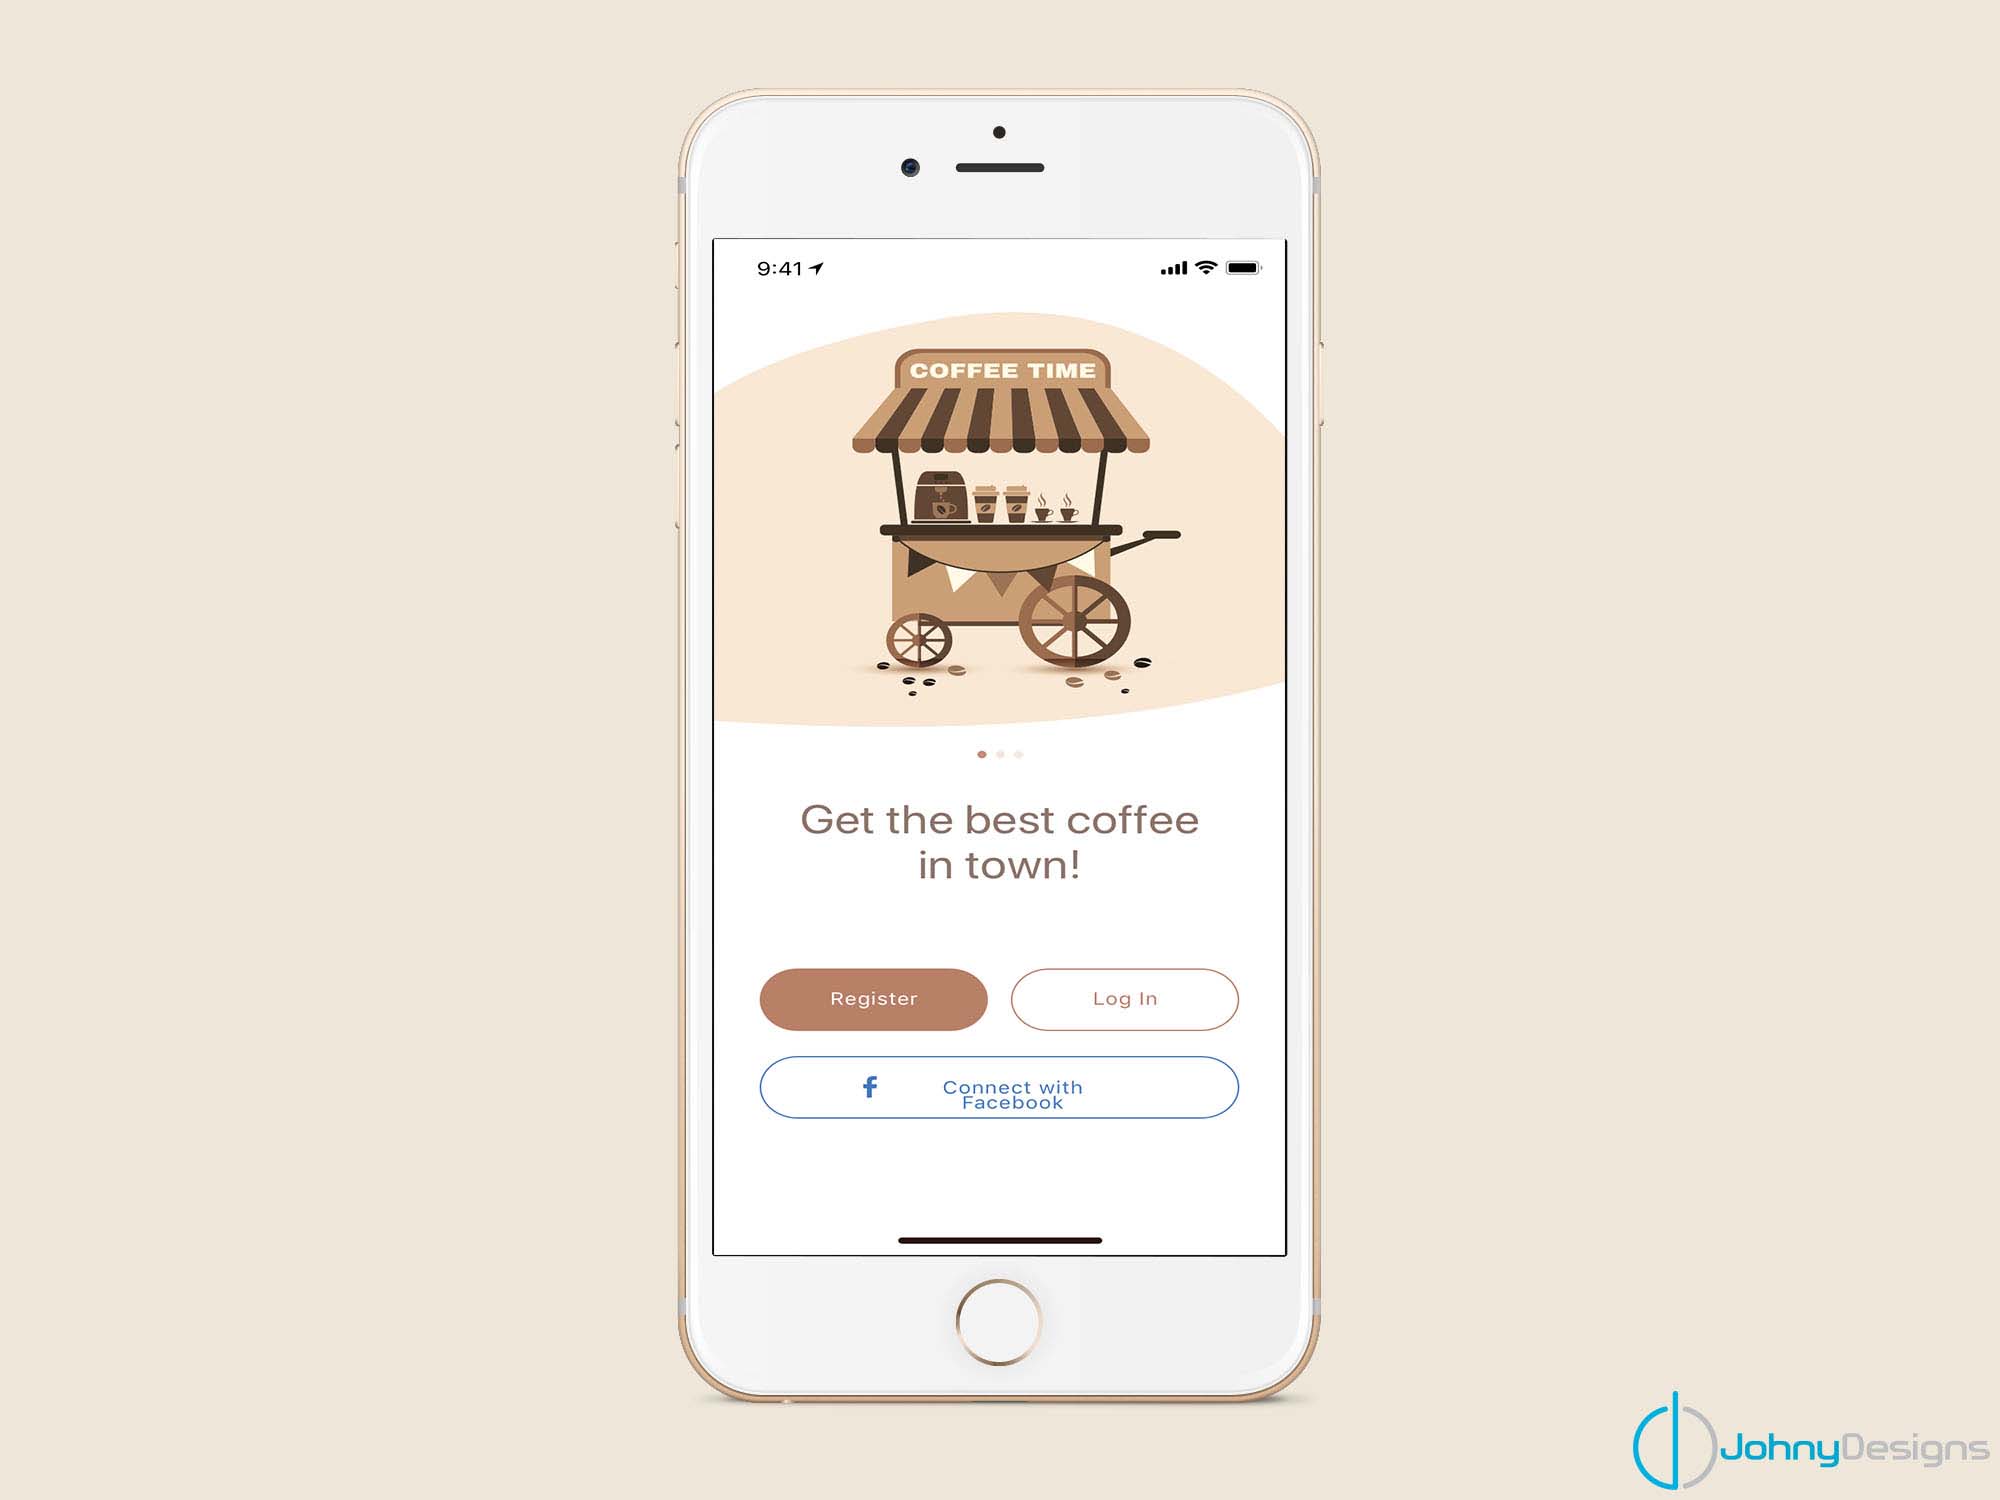 9:41
COFFEE TIME
Get the best coffee
in town!
Register
Log In
Connect with
Facebook
JohnyDesigns